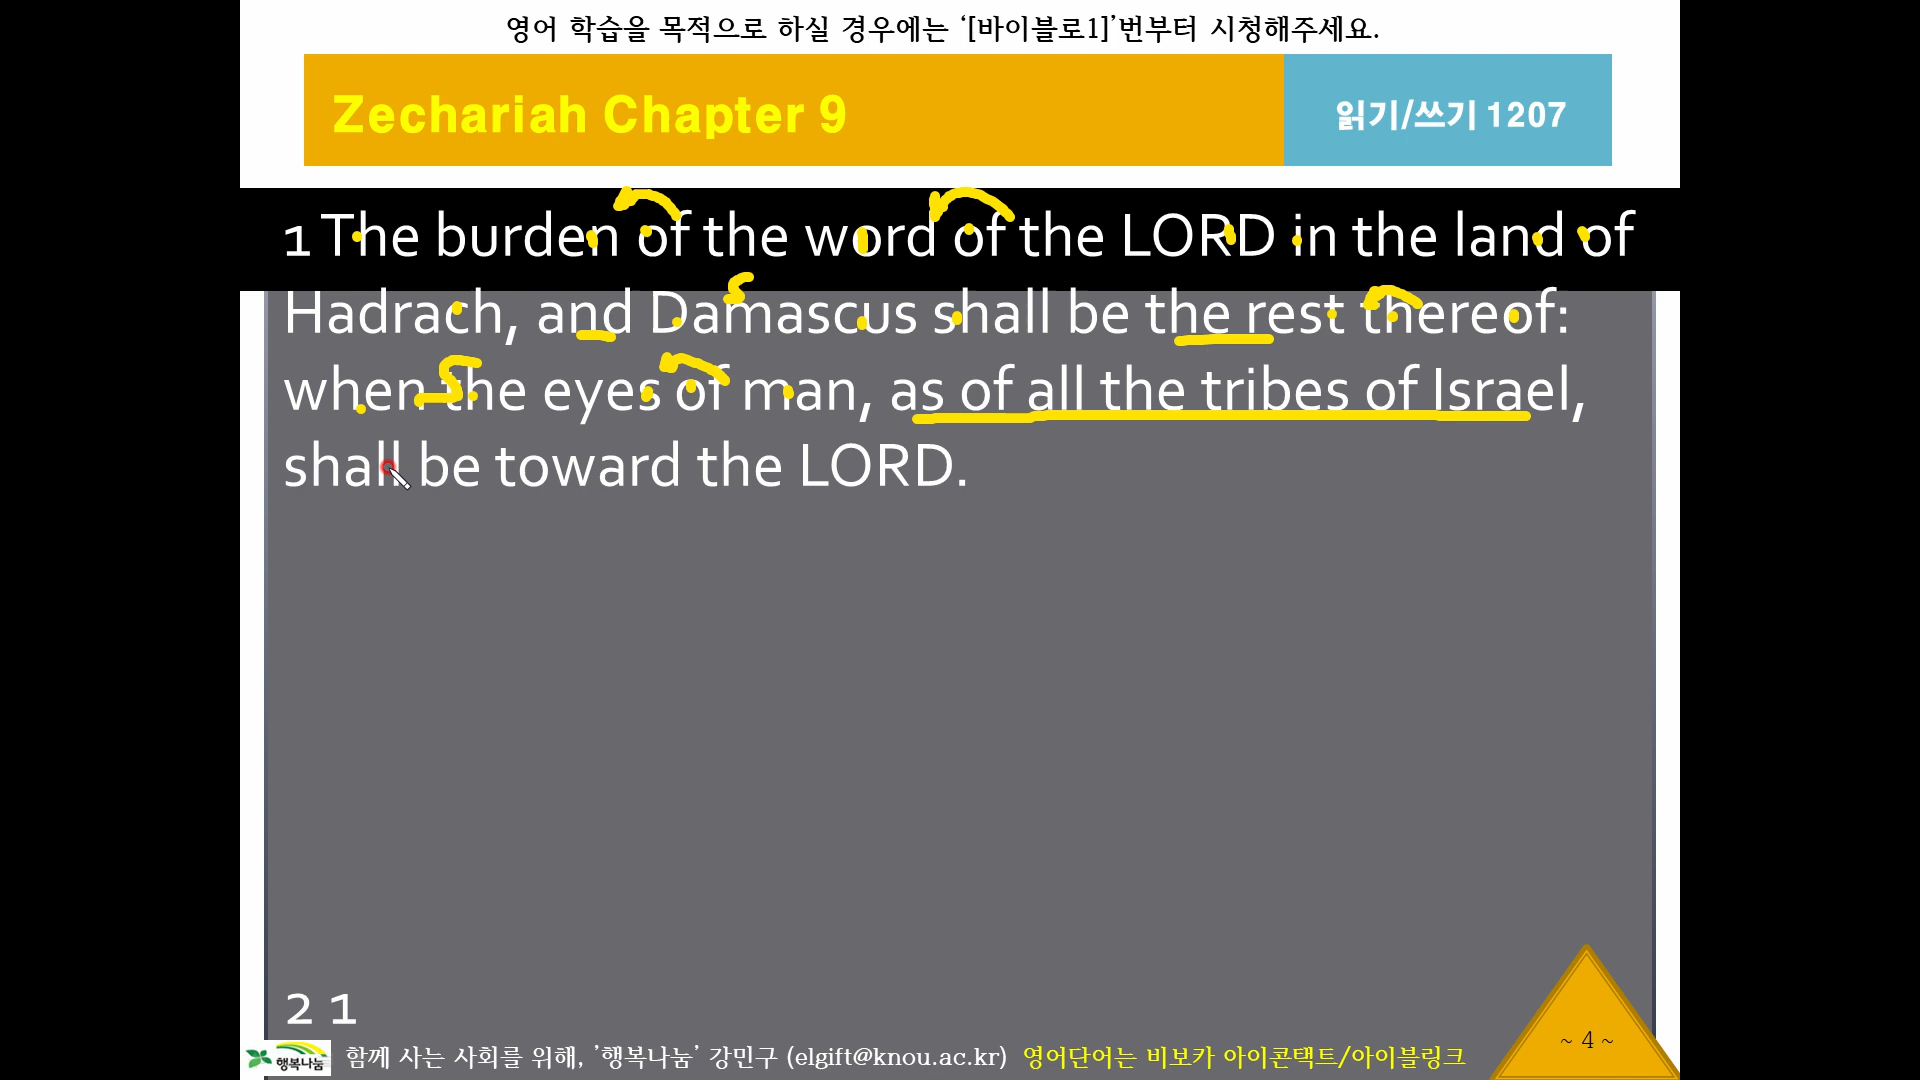 영어 학습을 목적으로 하실 경우에는 ‘[바이블로1]’번부터 시청해주세요.
Zechariah Chapter 9
읽기/쓰기 1207
1 The burden of the word of the LORD in the land of
Hadrach, and Damascus shall be the rest thereof:
when the eyes of man, as of all the tribes of Israel,
shall be toward the LORD.
2 1
~ 4 ~
행복나눔
함께 사는 사회를 위해, ’행복나눔’ 강민구 (elgift@knou.ac.kr) 영어단어는 비보카 아이콘택트/아이블링크